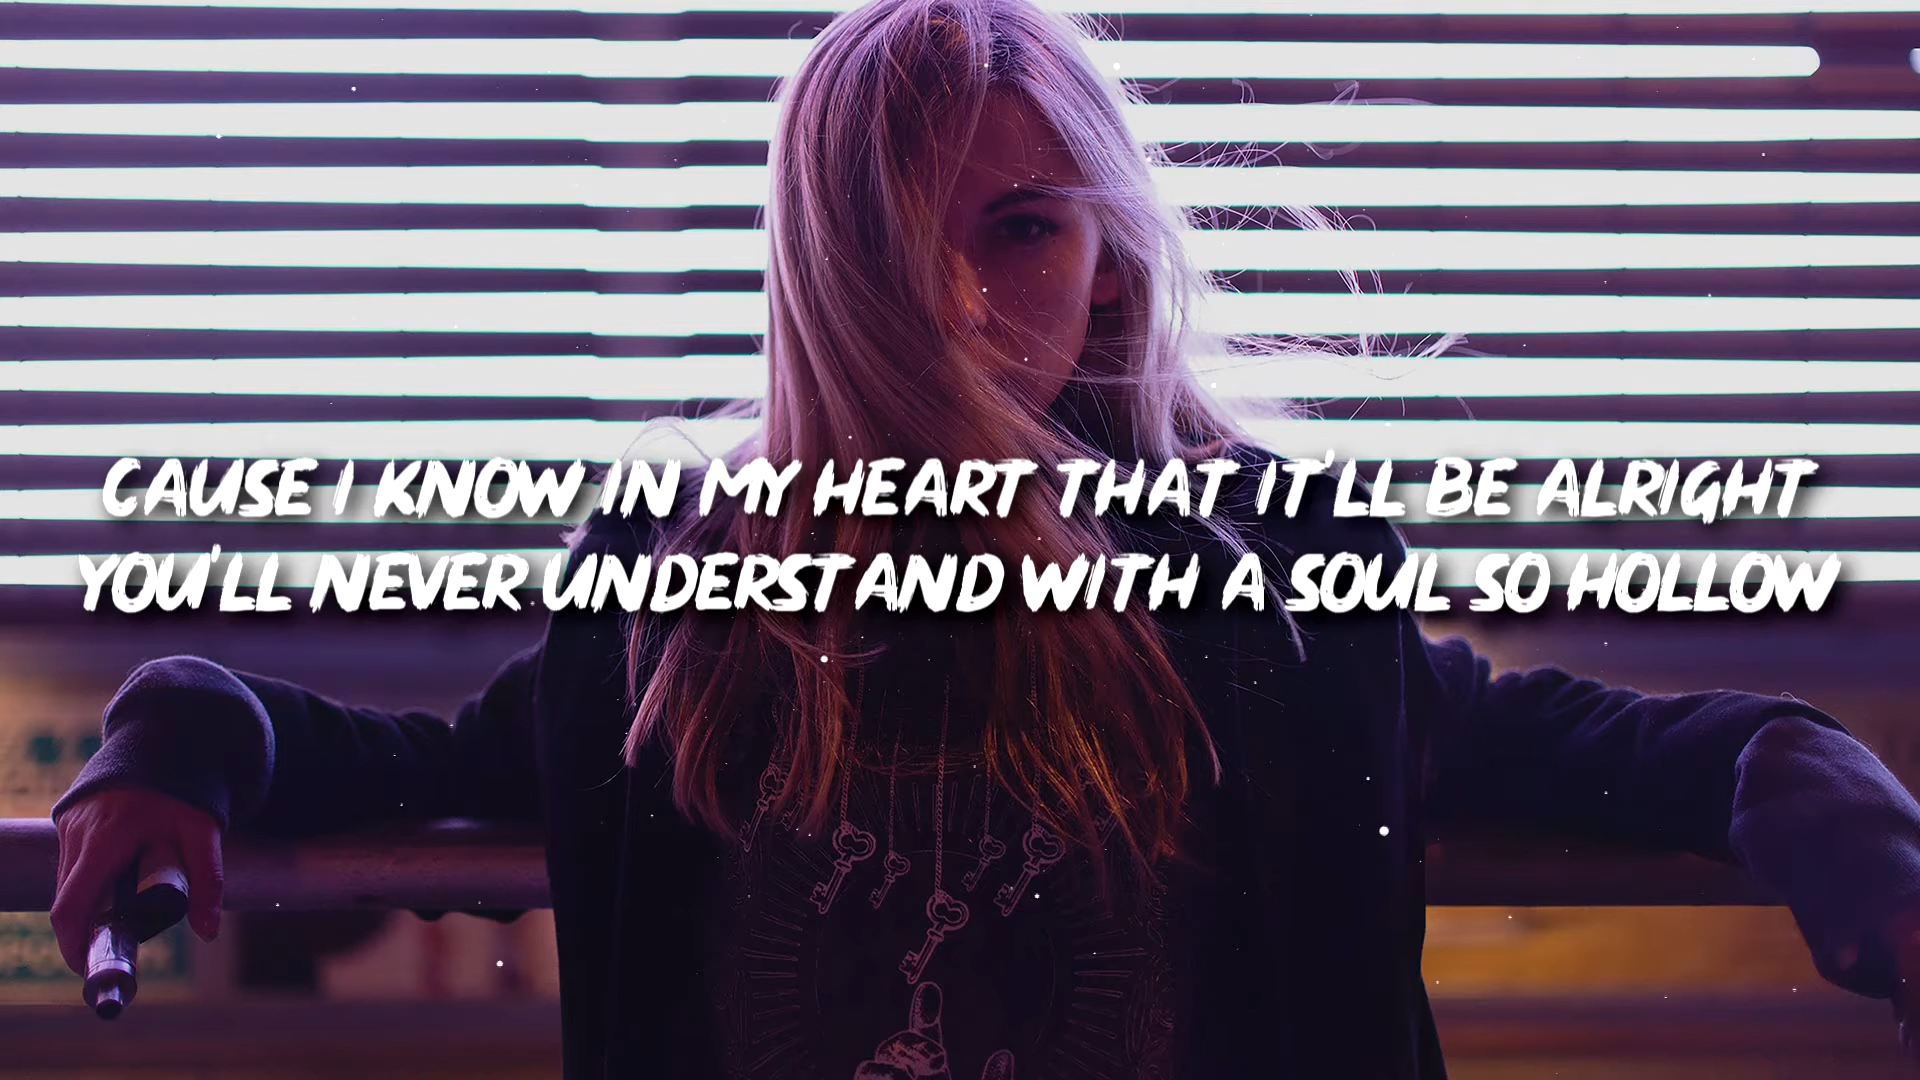 CAUSE I KNOW IN MY HEART THAT IT'LL BE ALRIGHT
YOU'LL NEVER UNDERSTAND WITH A SOUL SO HOLLOW